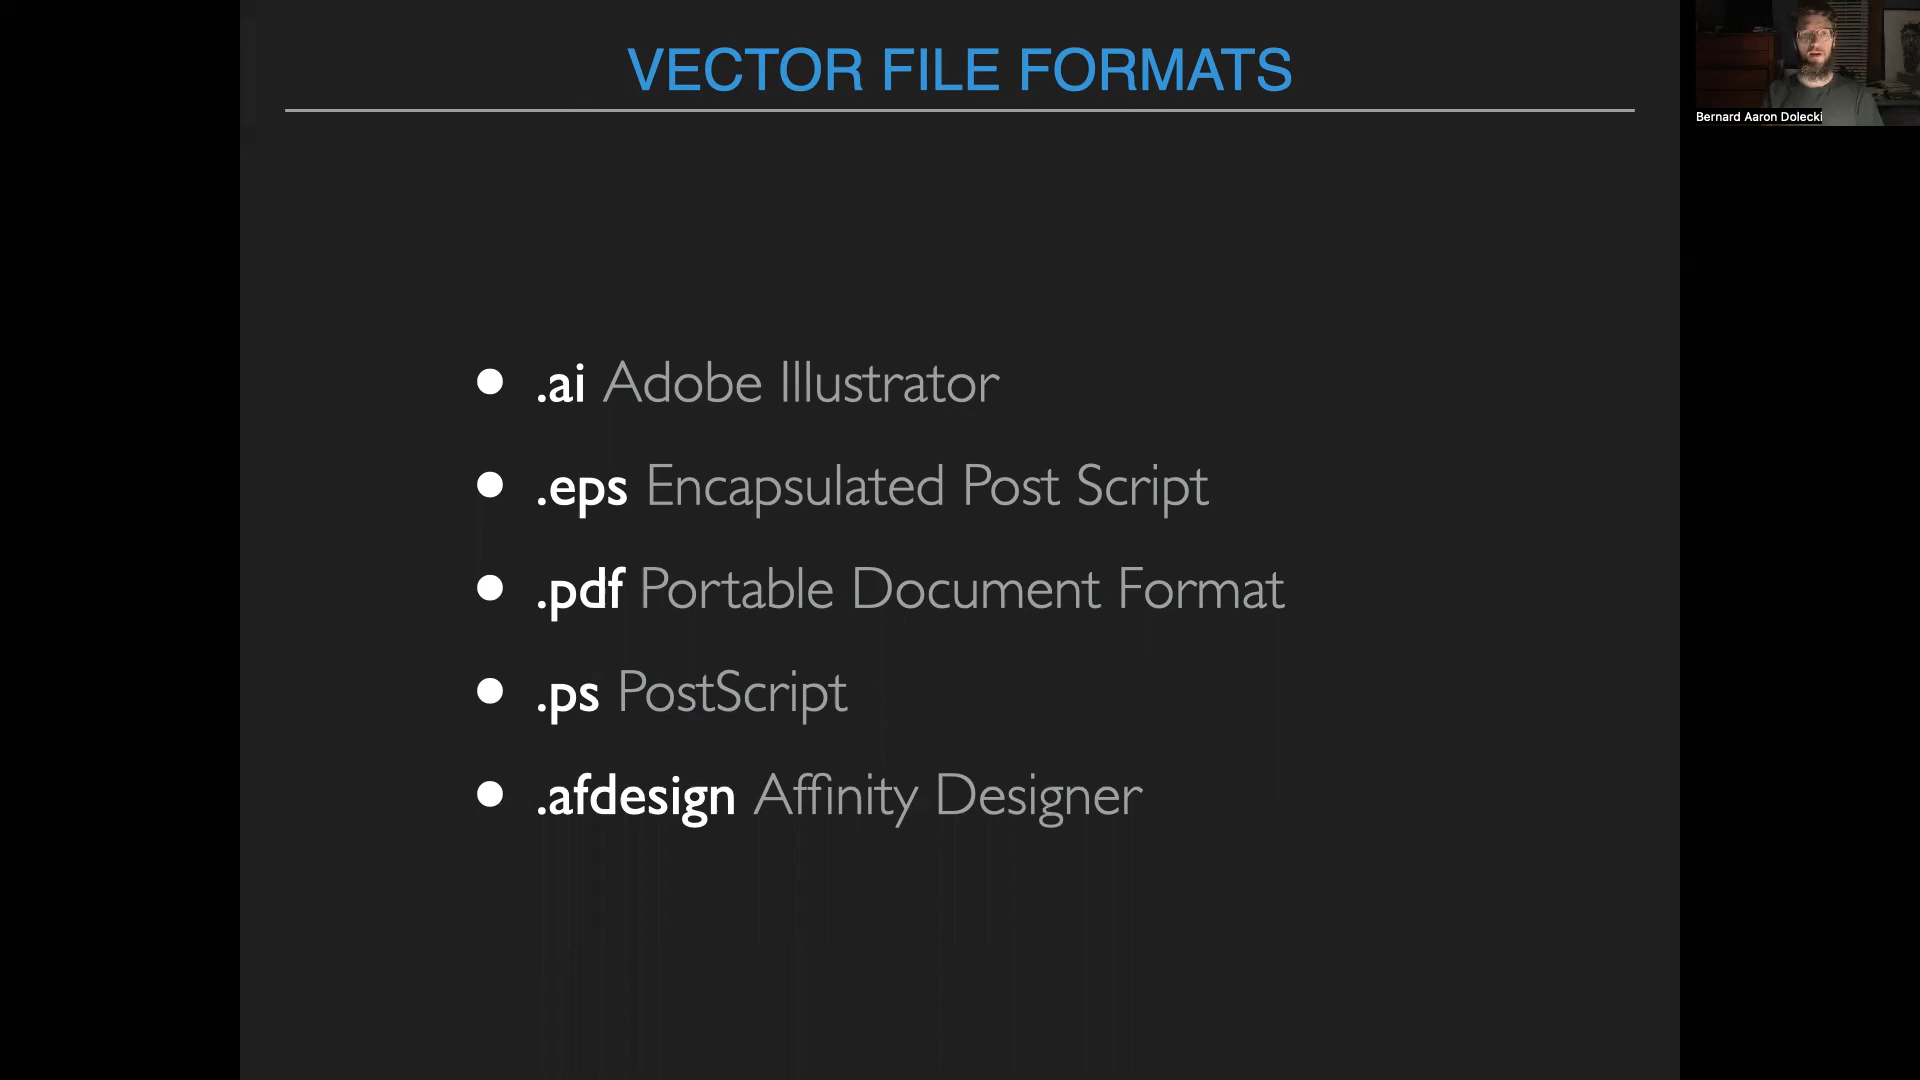 VECTOR FILE FORMATS
Bernard Aaron Dolecki
.ai Adobe Illustrator
.eps Encapsulated Post Script
.pdf Portable Document Format
.ps PostScript
.afdesign Affinity Designer